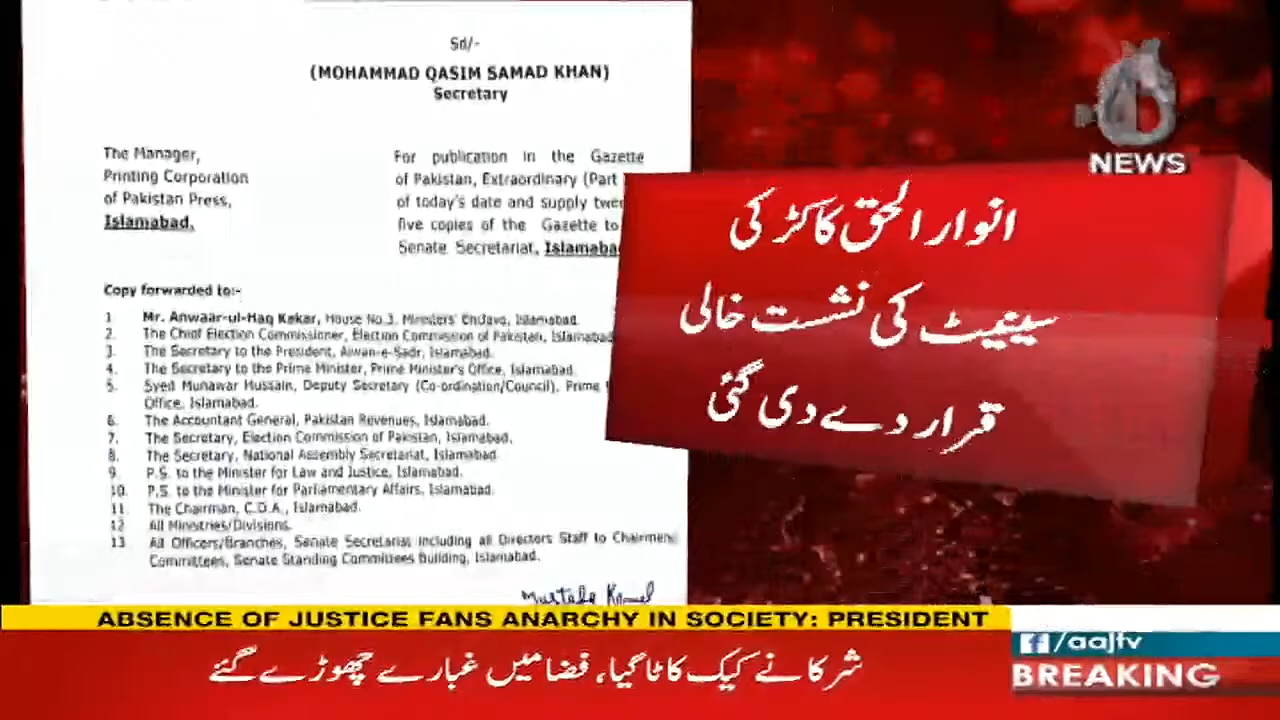 Sd/-
(MOHAMMAD QASIM SAMAD KHAN)
Secretary
The Manager,
Printing Corporation
of Pakistan Press,
Islamabad,
For publication in the Gazette
of Pakistan, Extraordinary (Part
of today's date and supply
five copies of the Gazette to
Senate Secretariat, Islamabad
Copy forwarded to:-
1. Mr. Anwaar-ul-Haq Kakar, House No.3, Ministers' Enclave, Islamabad.
2. The Chief Election Commissioner, Election Commission of Pakistan, Islamabad
3. The Secretary to the President, Aiwan-e-Sadr, Islamabad.
4. The Secretary to the Prime Minister, Prime Minister's Office, Islamabad.
5. Syed Munawar Hussain, Deputy Secretary (Co-ordination/Council), Prime
Office, Islamabad.
6. The Accountant General, Pakistan Revenues, Islamabad.
7. The Secretary, Election Commission of Pakistan, Islamabad.
8. The Secretary, National Assembly Secretariat, Islamabad
9. P.S. to the Minister for Law and Justice, Islamabad.
10. P.S. to the Minister for Parliamentary Affairs, Islamabad.
11. The Chairman, C.D.A., Islamabad.
12. All Ministries/Divisions.
13. All Officers/Branches, Senate Secretariat including all Directors Staff to Chairmen
Committees, Senate Standing Committees Building, Islamabad.
Mustafa Kamal
NEWS
انوار الحق کاکڑ کی
سینیٹ کی نشست خالی
قرار دے دی گئی
ABSENCE OF JUSTICE FANS ANARCHY IN SOCIETY: PRESIDENT
/aajtv
BREAKING
شرکا نے کیک کاٹا گیا، فضا میں غبارے چھوڑے گئے